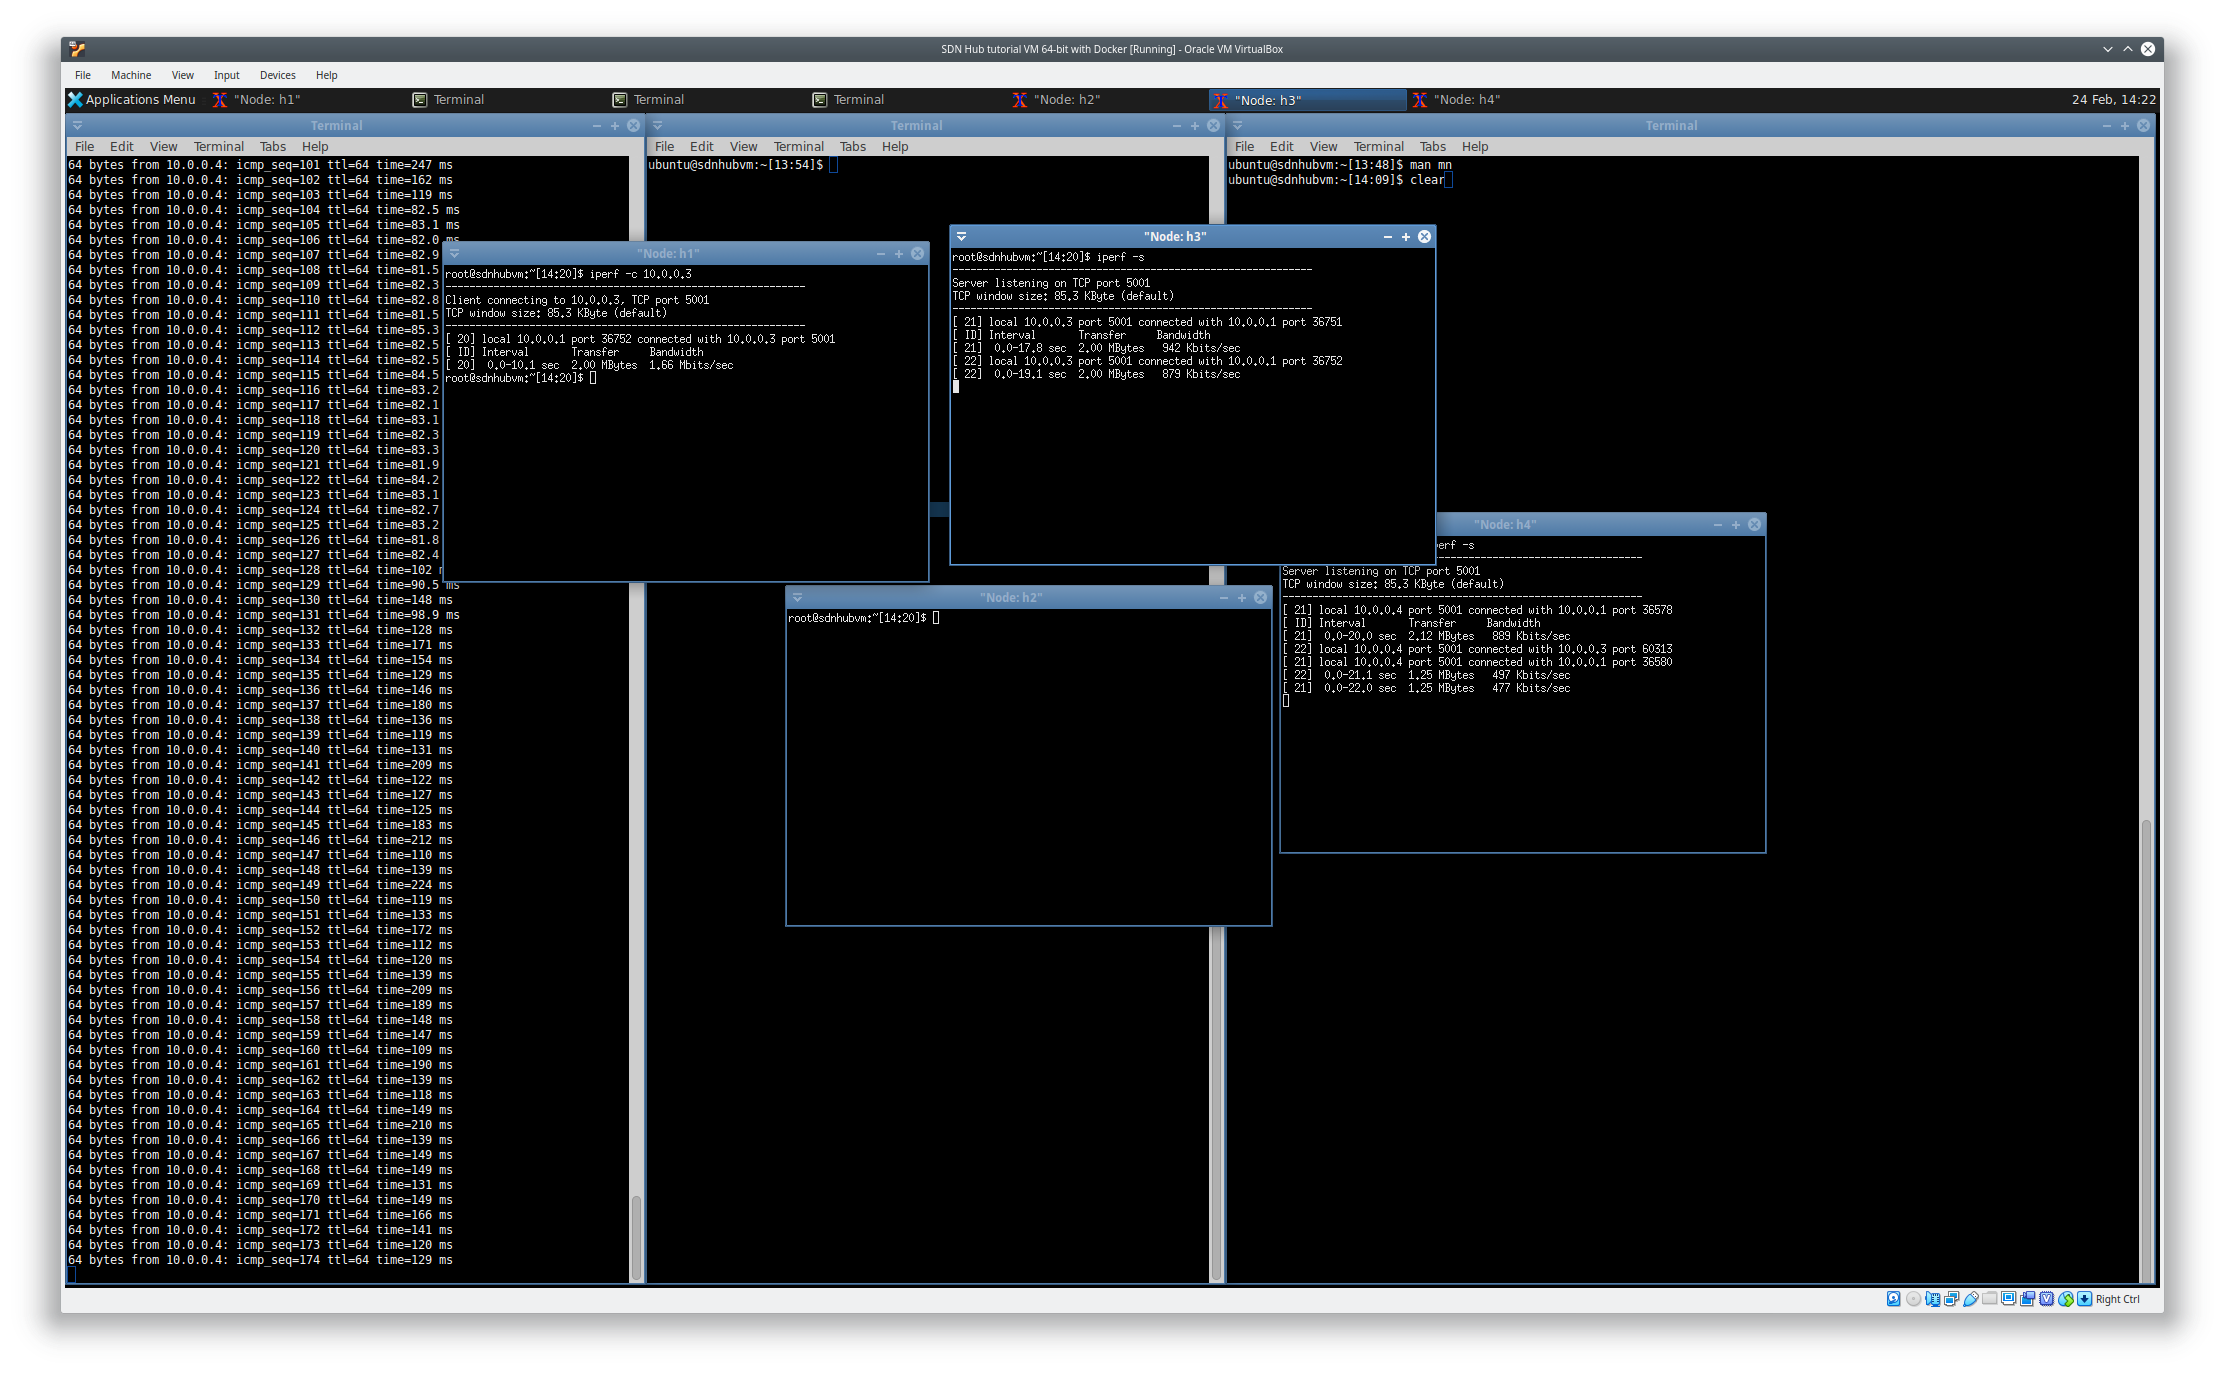 SDN Hub tutorial VM 64-bit with Docker [Running] - Oracle VM VirtualBox
File Machine View Input Devices Help
Applications Menu "Node: h1" Terminal Terminal Terminal "Node: h2" "Node: h3" "Node: h4" 24 Feb, 14:22
Terminal
File Edit View Terminal Tabs Help
64 bytes from 10.0.0.4: icmp_seq=101 ttl=64 time=247 ms
64 bytes from 10.0.0.4: icmp_seq=102 ttl=64 time=162 ms
64 bytes from 10.0.0.4: icmp_seq=103 ttl=64 time=119 ms
64 bytes from 10.0.0.4: icmp_seq=104 ttl=64 time=82.5 ms
64 bytes from 10.0.0.4: icmp_seq=105 ttl=64 time=83.1 ms
64 bytes from 10.0.0.4: icmp_seq=106 ttl=64 time=82.0 ms
64 bytes from 10.0.0.4: icmp_seq=107 ttl=64 time=82.9
64 bytes from 10.0.0.4: icmp_seq=108 ttl=64 time=81.5
64 bytes from 10.0.0.4: icmp_seq=109 ttl=64 time=82.3
64 bytes from 10.0.0.4: icmp_seq=110 ttl=64 time=82.8
64 bytes from 10.0.0.4: icmp_seq=111 ttl=64 time=81.5
64 bytes from 10.0.0.4: icmp_seq=112 ttl=64 time=85.3
64 bytes from 10.0.0.4: icmp_seq=113 ttl=64 time=82.5
64 bytes from 10.0.0.4: icmp_seq=114 ttl=64 time=82.5
64 bytes from 10.0.0.4: icmp_seq=115 ttl=64 time=84.5
64 bytes from 10.0.0.4: icmp_seq=116 ttl=64 time=83.2
64 bytes from 10.0.0.4: icmp_seq=117 ttl=64 time=82.1
64 bytes from 10.0.0.4: icmp_seq=118 ttl=64 time=83.1
64 bytes from 10.0.0.4: icmp_seq=119 ttl=64 time=82.3
64 bytes from 10.0.0.4: icmp_seq=120 ttl=64 time=83.3
64 bytes from 10.0.0.4: icmp_seq=121 ttl=64 time=81.9
64 bytes from 10.0.0.4: icmp_seq=122 ttl=64 time=84.2
64 bytes from 10.0.0.4: icmp_seq=123 ttl=64 time=83.1
64 bytes from 10.0.0.4: icmp_seq=124 ttl=64 time=82.7
64 bytes from 10.0.0.4: icmp_seq=125 ttl=64 time=83.2
64 bytes from 10.0.0.4: icmp_seq=126 ttl=64 time=81.8
64 bytes from 10.0.0.4: icmp_seq=127 ttl=64 time=82.4
64 bytes from 10.0.0.4: icmp_seq=128 ttl=64 time=102
64 bytes from 10.0.0.4: icmp_seq=129 ttl=64 time=90.5 ms
64 bytes from 10.0.0.4: icmp_seq=130 ttl=64 time=148 ms
64 bytes from 10.0.0.4: icmp_seq=131 ttl=64 time=98.9 ms
64 bytes from 10.0.0.4: icmp_seq=132 ttl=64 time=128 ms
64 bytes from 10.0.0.4: icmp_seq=133 ttl=64 time=171 ms
64 bytes from 10.0.0.4: icmp_seq=134 ttl=64 time=154 ms
64 bytes from 10.0.0.4: icmp_seq=135 ttl=64 time=129 ms
64 bytes from 10.0.0.4: icmp_seq=136 ttl=64 time=146 ms
64 bytes from 10.0.0.4: icmp_seq=137 ttl=64 time=180 ms
64 bytes from 10.0.0.4: icmp_seq=138 ttl=64 time=136 ms
64 bytes from 10.0.0.4: icmp_seq=139 ttl=64 time=119 ms
64 bytes from 10.0.0.4: icmp_seq=140 ttl=64 time=131 ms
64 bytes from 10.0.0.4: icmp_seq=141 ttl=64 time=209 ms
64 bytes from 10.0.0.4: icmp_seq=142 ttl=64 time=122 ms
64 bytes from 10.0.0.4: icmp_seq=143 ttl=64 time=127 ms
64 bytes from 10.0.0.4: icmp_seq=144 ttl=64 time=125 ms
64 bytes from 10.0.0.4: icmp_seq=145 ttl=64 time=183 ms
64 bytes from 10.0.0.4: icmp_seq=146 ttl=64 time=212 ms
64 bytes from 10.0.0.4: icmp_seq=147 ttl=64 time=110 ms
64 bytes from 10.0.0.4: icmp_seq=148 ttl=64 time=139 ms
64 bytes from 10.0.0.4: icmp_seq=149 ttl=64 time=224 ms
64 bytes from 10.0.0.4: icmp_seq=150 ttl=64 time=119 ms
64 bytes from 10.0.0.4: icmp_seq=151 ttl=64 time=133 ms
64 bytes from 10.0.0.4: icmp_seq=152 ttl=64 time=172 ms
64 bytes from 10.0.0.4: icmp_seq=153 ttl=64 time=112 ms
64 bytes from 10.0.0.4: icmp_seq=154 ttl=64 time=120 ms
64 bytes from 10.0.0.4: icmp_seq=155 ttl=64 time=139 ms
64 bytes from 10.0.0.4: icmp_seq=156 ttl=64 time=209 ms
64 bytes from 10.0.0.4: icmp_seq=157 ttl=64 time=189 ms
64 bytes from 10.0.0.4: icmp_seq=158 ttl=64 time=148 ms
64 bytes from 10.0.0.4: icmp_seq=159 ttl=64 time=147 ms
64 bytes from 10.0.0.4: icmp_seq=160 ttl=64 time=109 ms
64 bytes from 10.0.0.4: icmp_seq=161 ttl=64 time=190 ms
64 bytes from 10.0.0.4: icmp_seq=162 ttl=64 time=139 ms
64 bytes from 10.0.0.4: icmp_seq=163 ttl=64 time=118 ms
64 bytes from 10.0.0.4: icmp_seq=164 ttl=64 time=149 ms
64 bytes from 10.0.0.4: icmp_seq=165 ttl=64 time=210 ms
64 bytes from 10.0.0.4: icmp_seq=166 ttl=64 time=139 ms
64 bytes from 10.0.0.4: icmp_seq=167 ttl=64 time=149 ms
64 bytes from 10.0.0.4: icmp_seq=168 ttl=64 time=149 ms
64 bytes from 10.0.0.4: icmp_seq=169 ttl=64 time=131 ms
64 bytes from 10.0.0.4: icmp_seq=170 ttl=64 time=149 ms
64 bytes from 10.0.0.4: icmp_seq=171 ttl=64 time=166 ms
64 bytes from 10.0.0.4: icmp_seq=172 ttl=64 time=141 ms
64 bytes from 10.0.0.4: icmp_seq=173 ttl=64 time=120 ms
64 bytes from 10.0.0.4: icmp_seq=174 ttl=64 time=129 ms
Terminal
File Edit View Terminal Tabs Help
ubuntu@sdnhubvm:~[13:54]$
Terminal
File Edit View Terminal Tabs Help
ubuntu@sdnhubvm:~[13:48]$ man mn
ubuntu@sdnhubvm:~[14:09]$ clear
"Node: h1"
root@sdnhubvm:~[14:20]$ iperf -c 10.0.0.3
------------------------------------------------------------
Client connecting to 10.0.0.3, TCP port 5001
TCP window size: 85.3 KByte (default)
------------------------------------------------------------
[ 20] local 10.0.0.1 port 36752 connected with 10.0.0.3 port 5001
[ ID] Interval Transfer Bandwidth
[ 20] 0.0-10.1 sec 2.00 MBytes 1.66 Mbits/sec
root@sdnhubvm:~[14:20]$
"Node: h3"
root@sdnhubvm:~[14:20]$ iperf -s
------------------------------------------------------------
Server listening on TCP port 5001
TCP window size: 85.3 KByte (default)
------------------------------------------------------------
[ 21] local 10.0.0.3 port 5001 connected with 10.0.0.1 port 36751
[ ID] Interval Transfer Bandwidth
[ 21] 0.0-17.8 sec 2.00 MBytes 942 Kbits/sec
[ 22] local 10.0.0.3 port 5001 connected with 10.0.0.1 port 36752
[ 22] 0.0-19.1 sec 2.00 MBytes 879 Kbits/sec
"Node: h2"
root@sdnhubvm:~[14:20]$
"Node: h4"
erf -s
------------------------------------------------------------
Server listening on TCP port 5001
TCP window size: 85.3 KByte (default)
------------------------------------------------------------
[ 21] local 10.0.0.4 port 5001 connected with 10.0.0.1 port 36578
[ ID] Interval Transfer Bandwidth
[ 21] 0.0-20.0 sec 2.12 MBytes 889 Kbits/sec
[ 22] local 10.0.0.4 port 5001 connected with 10.0.0.3 port 60313
[ 21] local 10.0.0.4 port 5001 connected with 10.0.0.1 port 36580
[ 22] 0.0-21.1 sec 1.25 MBytes 497 Kbits/sec
[ 21] 0.0-22.0 sec 1.25 MBytes 477 Kbits/sec
Right Ctrl